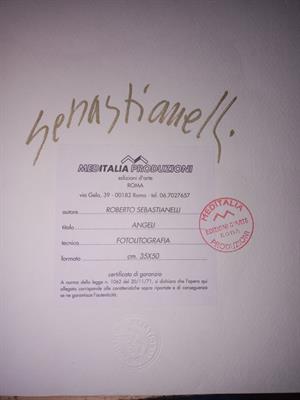 Sebastianelli
MEDITALIA PRODUZIONI
edizioni d'arte
ROMA
via Gela, 39 - 00182 Roma - tel. 06.7027657
autore ROBERTO SEBASTIANELLI
titolo ANGELI
tecnica FOTOLITOGRAFIA
formato cm. 35X50
certificato di garanzia
A norma della legge n. 1062 del 20/11/71, si dichiara che l'opera qui
allegata corrisponde alle caratteristiche sopra riportate e di conseguenza
se ne garantisce l'autenticità.
MEDITALIA
EDIZIONI D'ARTE
ROMA
PRODUZIONI